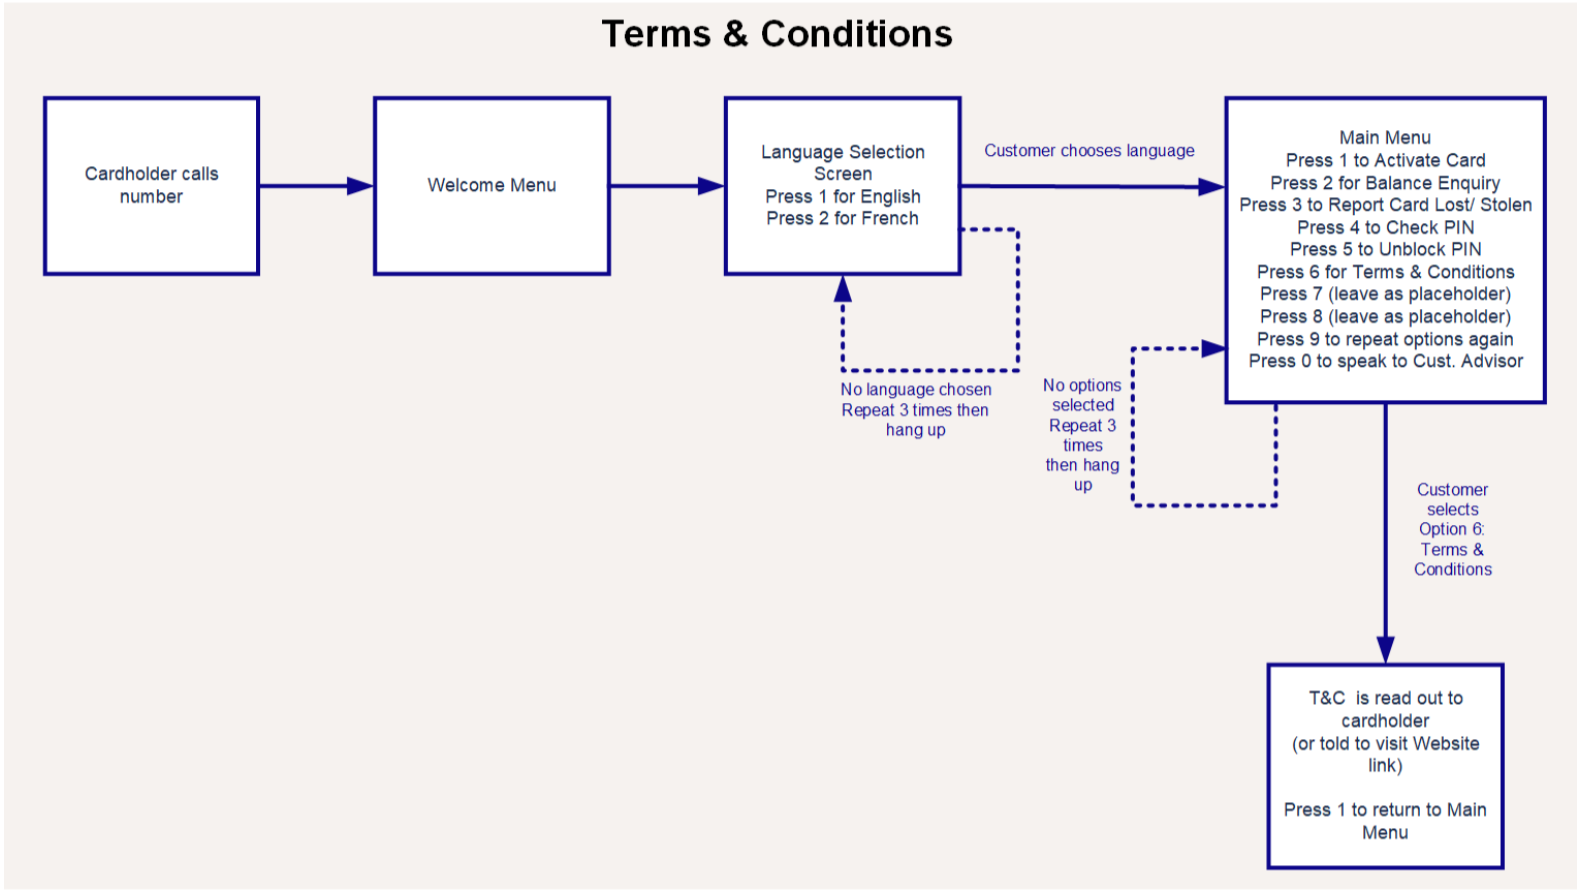 Terms & Conditions
Cardholder calls
number
Welcome Menu
Language Selection
Screen
Press 1 for English
Press 2 for French
Customer chooses language
Main Menu
Press 1 to Activate Card
Press 2 for Balance Enquiry
Press 3 to Report Card Lost/ Stolen
Press 4 to Check PIN
Press 5 to Unblock PIN
Press 6 for Terms & Conditions
Press 7 (leave as placeholder)
Press 8 (leave as placeholder)
Press 9 to repeat options again
Press 0 to speak to Cust. Advisor
No language chosen
Repeat 3 times then
hang up
No options
selected
Repeat 3
times
then hang
up
Customer
selects
Option 6:
Terms &
Conditions
T&C  is read out to
cardholder
(or told to visit Website
link)
Press 1 to return to Main
Menu